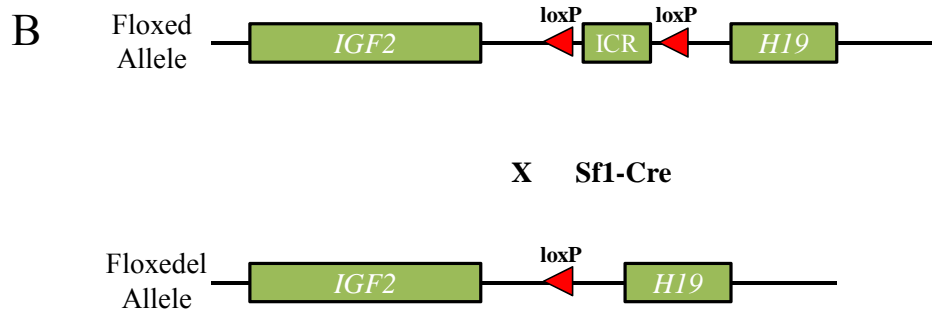 B
loxP loxP
Floxed IGF2 ICR H19
Allele
X Sf1-Cre
loxP
Floxedel IGF2 H19
Allele